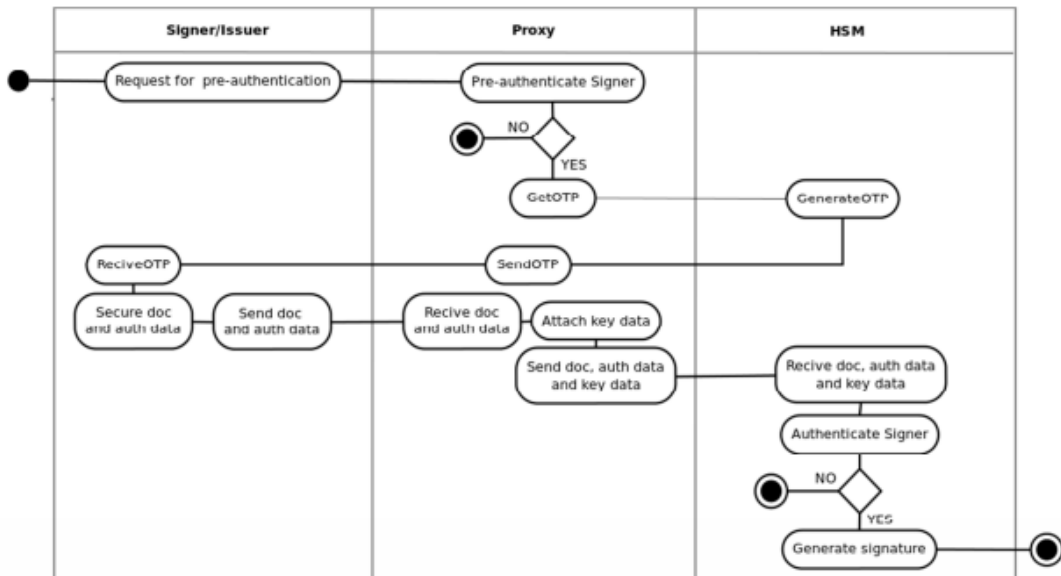 Signer/Issuer
Proxy
HSM
Request for pre-authentication
Pre-authenticate Signer
NO
YES
GetOTP
GenerateOTP
ReciveOTP
SendOTP
Secure doc
and auth data
Send doc
and auth data
Recive doc
and auth data
Attach key data
Send doc, auth data
and key data
Recive doc, auth data
and key data
Authenticate Signer
NO
YES
Generate signature